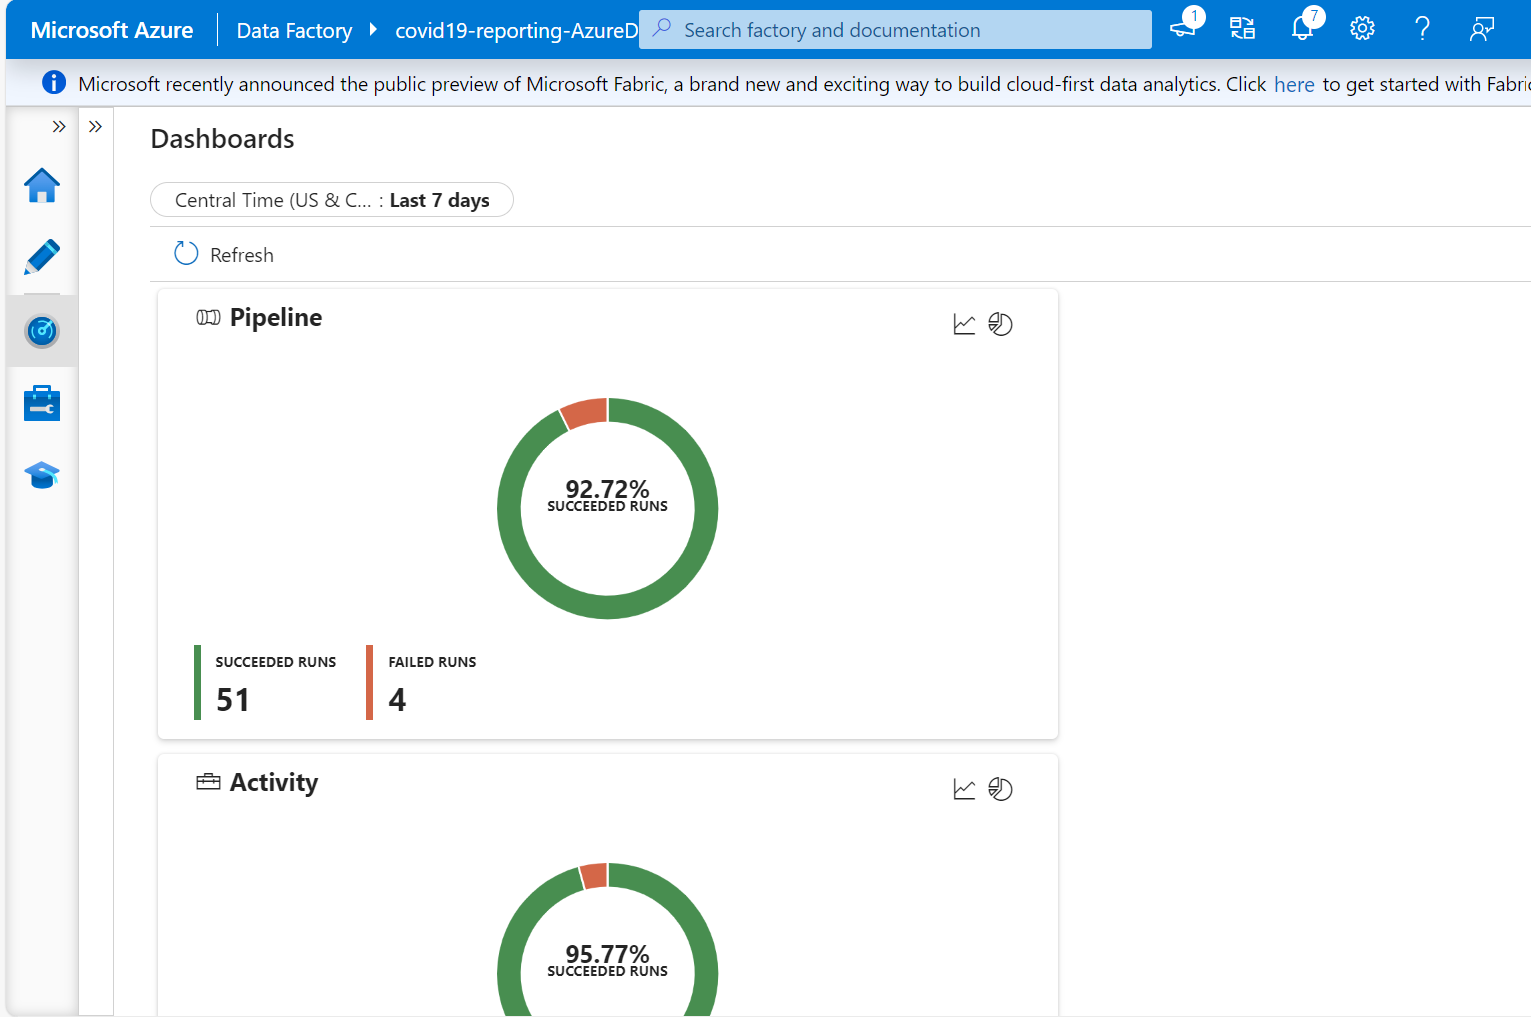 Microsoft Azure
Data Factory
covid19-reporting-AzureD
Search factory and documentation
1
7
Microsoft recently announced the public preview of Microsoft Fabric, a brand new and exciting way to build cloud-first data analytics. Click here to get started with Fabric
Dashboards
Central Time (US & C... : Last 7 days
Refresh
Pipeline
92.72%
SUCCEEDED RUNS
SUCCEEDED RUNS
51
FAILED RUNS
4
Activity
95.77%
SUCCEEDED RUNS